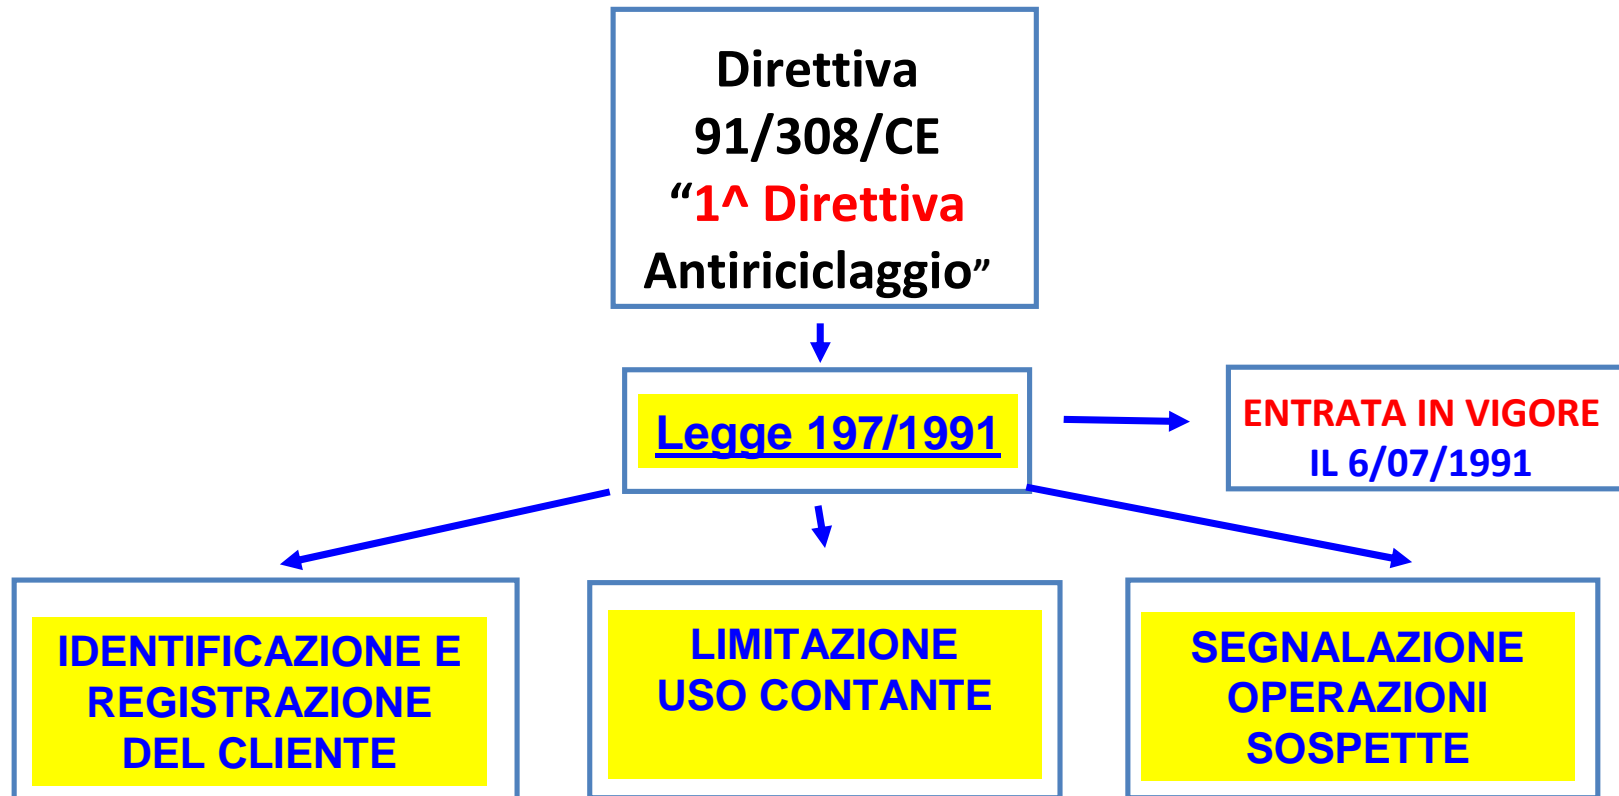 Direttiva
91/308/CE
“1^ Direttiva
Antiriciclaggio”
Legge 197/1991
ENTRATA IN VIGORE
IL 6/07/1991
IDENTIFICAZIONE E
REGISTRAZIONE
DEL CLIENTE
LIMITAZIONE
USO CONTANTE
SEGNALAZIONE
OPERAZIONI
SOSPETTE